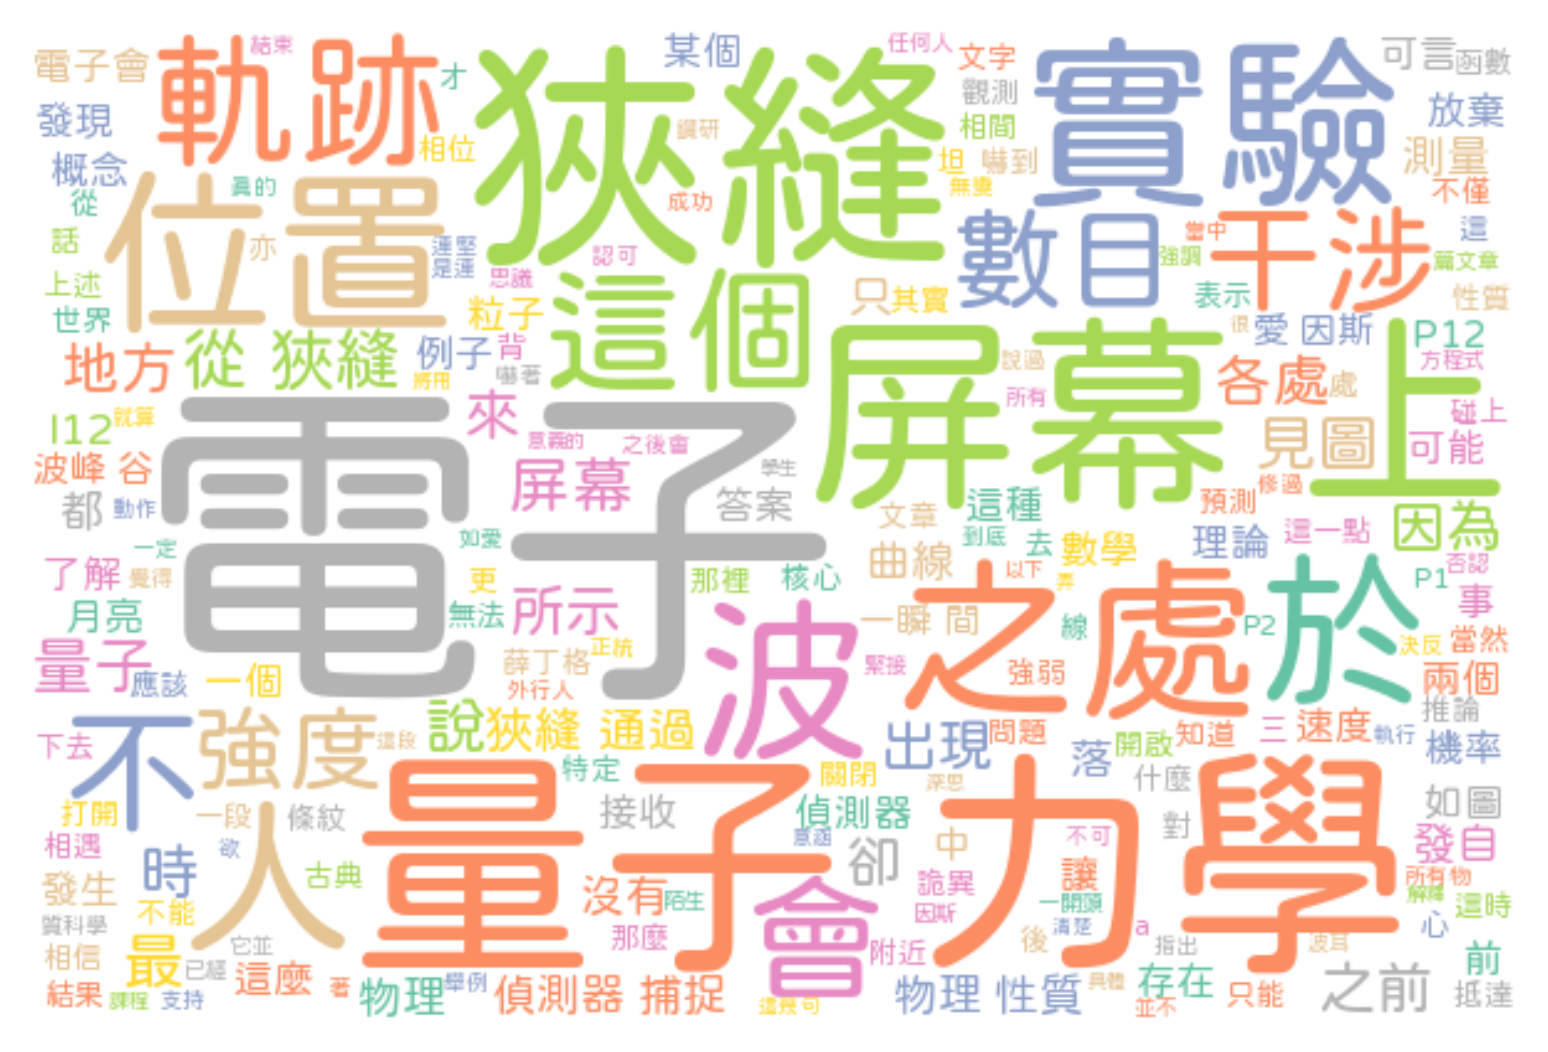 電子會
軌跡
結束
才
狹縫
某個
任何人
文字
實驗
可言
函數
發現
相位
鑽研
觀測
相間
放棄
概念
從
真的
位置
成功
坦
嚇到
無變
測量
不僅
話
亦
思議
認可
數目
強調
當中
干涉
這
篇文章
上述
世界
粒子
這個
只
其實
表示
性質
地方
從 狹縫
例子
背
嚇著
將用
屏幕上
說過
所有
很
愛 因斯
各處
處
P12
方程式
碰上
I12
就算
來
意義的
之後會
見圖
可能
波峰 谷
電子
屏幕
學生
答案
都
動作
如愛
一定
文章
這種
到底
去
數學
預測
修過
理論
這一點
因為
否認
了解
覺得
更
那裡
核心
曲線
以下
弄
P1
事
月亮
無法
所示
波
一瞬 間
之處
線
P2
於
決反
當然
量子
應該
一個
正統
薛丁格
外行人
緊接
強弱
兩個
推論
下去
不
強度
這段
說
狹縫 通過
出現
問題
落
開啟
知道
三
速度
執行
機率
打開
一段
條紋
量子力學
特定
接收
關閉
偵測器
深思
什麼
如圖
相遇
時
欲
人
古典
意涵
卻
中
對
發自
發生
不能
沒有
陌生
會
詭異
因斯
不可
讓
一開頭
清楚
所有物
解釋
這時
質科學
相信
最
它並
已經
那麼
附近
後
a
指出
波耳
心
前
結果
課程
支持
這麼
著
物理
舉例
偵測器 捕捉
這幾句
物理 性質
具體
並不
存在
只能
之前
抵達